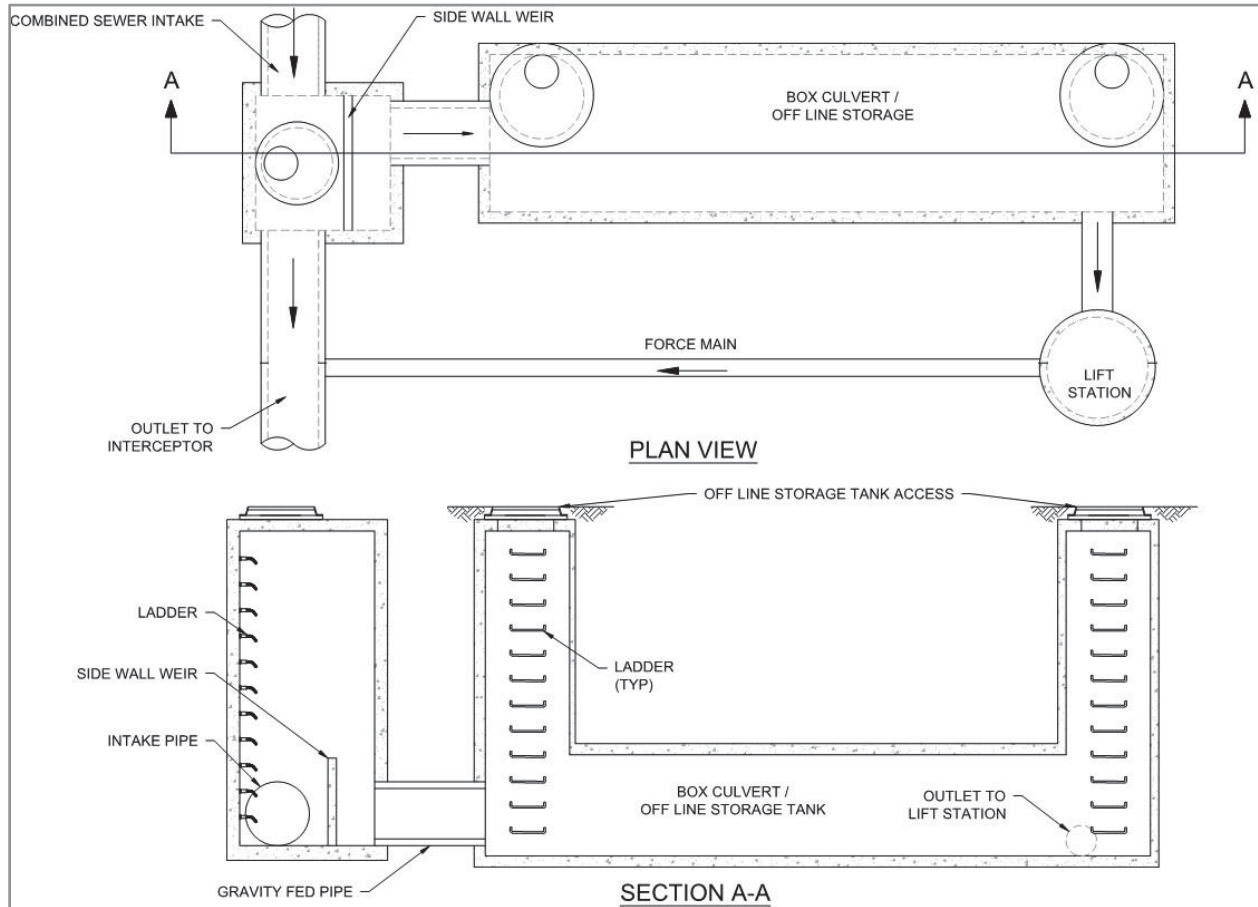 COMBINED SEWER INTAKE
SIDE WALL WEIR
A
A
BOX CULVERT /
OFF LINE STORAGE
FORCE MAIN
LIFT
STATION
OUTLET TO
INTERCEPTOR
PLAN VIEW
OFF LINE STORAGE TANK ACCESS
LADDER
LADDER
(TYP)
SIDE WALL WEIR
INTAKE PIPE
BOX CULVERT /
OFF LINE STORAGE TANK
OUTLET TO
LIFT STATION
GRAVITY FED PIPE
SECTION A-A